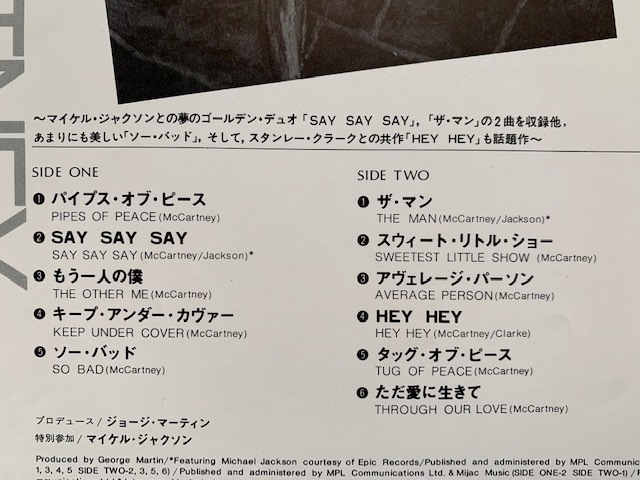 ～マイケル・ジャクソンとの夢のゴールデン・デュオ「SAY SAY SAY」,「ザ・マン」の2曲を収録他,
あまりにも美しい「ソー・バッド」, そして, スタンレー・クラークとの共作「HEY HEY」も話題作～
SIDE ONE
❶ パイプス・オブ・ピース
PIPES OF PEACE (McCartney)
❷ SAY SAY SAY
SAY SAY SAY (McCartney/Jackson)*
❸ もう一人の僕
THE OTHER ME (McCartney)
❹ キープ・アンダー・カヴァー
KEEP UNDER COVER (McCartney)
❺ ソー・バッド
SO BAD (McCartney)
SIDE TWO
❶ ザ・マン
THE MAN (McCartney/Jackson)*
❷ スウィート・リトル・ショー
SWEETEST LITTLE SHOW (McCartney)
❸ アヴェレージ・パーソン
AVERAGE PERSON (McCartney)
❹ HEY HEY
HEY HEY (McCartney/Clarke)
❺ タッグ・オブ・ピース
TUG OF PEACE (McCartney)
❻ ただ愛に生きて
THROUGH OUR LOVE (McCartney)
プロデュース / ジョージ・マーティン
特別参加 / マイケル・ジャクソン
Produced by George Martin/*Featuring Michael Jackson courtesy of Epic Records/Published and administered by MPL Communic
1, 3, 4, 5 SIDE TWO-2, 3, 5, 6) / Published and administered by MPL Communications Ltd. & Mijac Music (SIDE ONE-2 SIDE TWO-1) /